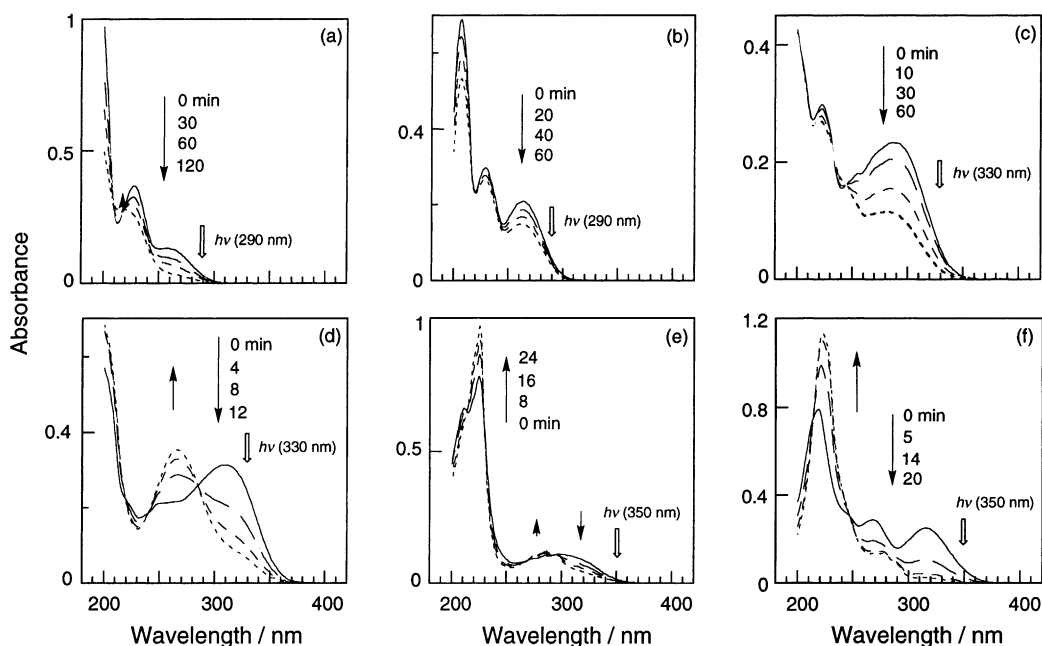 Absorbance
1
0.5
0
(a)
0 min
30
60
120
hν (290 nm)
0.4
0
(b)
0 min
20
40
60
hν (290 nm)
0.4
0.2
0
(c)
0 min
10
30
60
hν (330 nm)
0.4
0
(d)
0 min
4
8
12
hν (330 nm)
200 300 400
Wavelength / nm
1
0.5
0
(e)
24
16
8
0 min
hν (350 nm)
200 300 400
Wavelength / nm
1.2
0.8
0.4
0
(f)
0 min
5
14
20
hν (350 nm)
200 300 400
Wavelength / nm